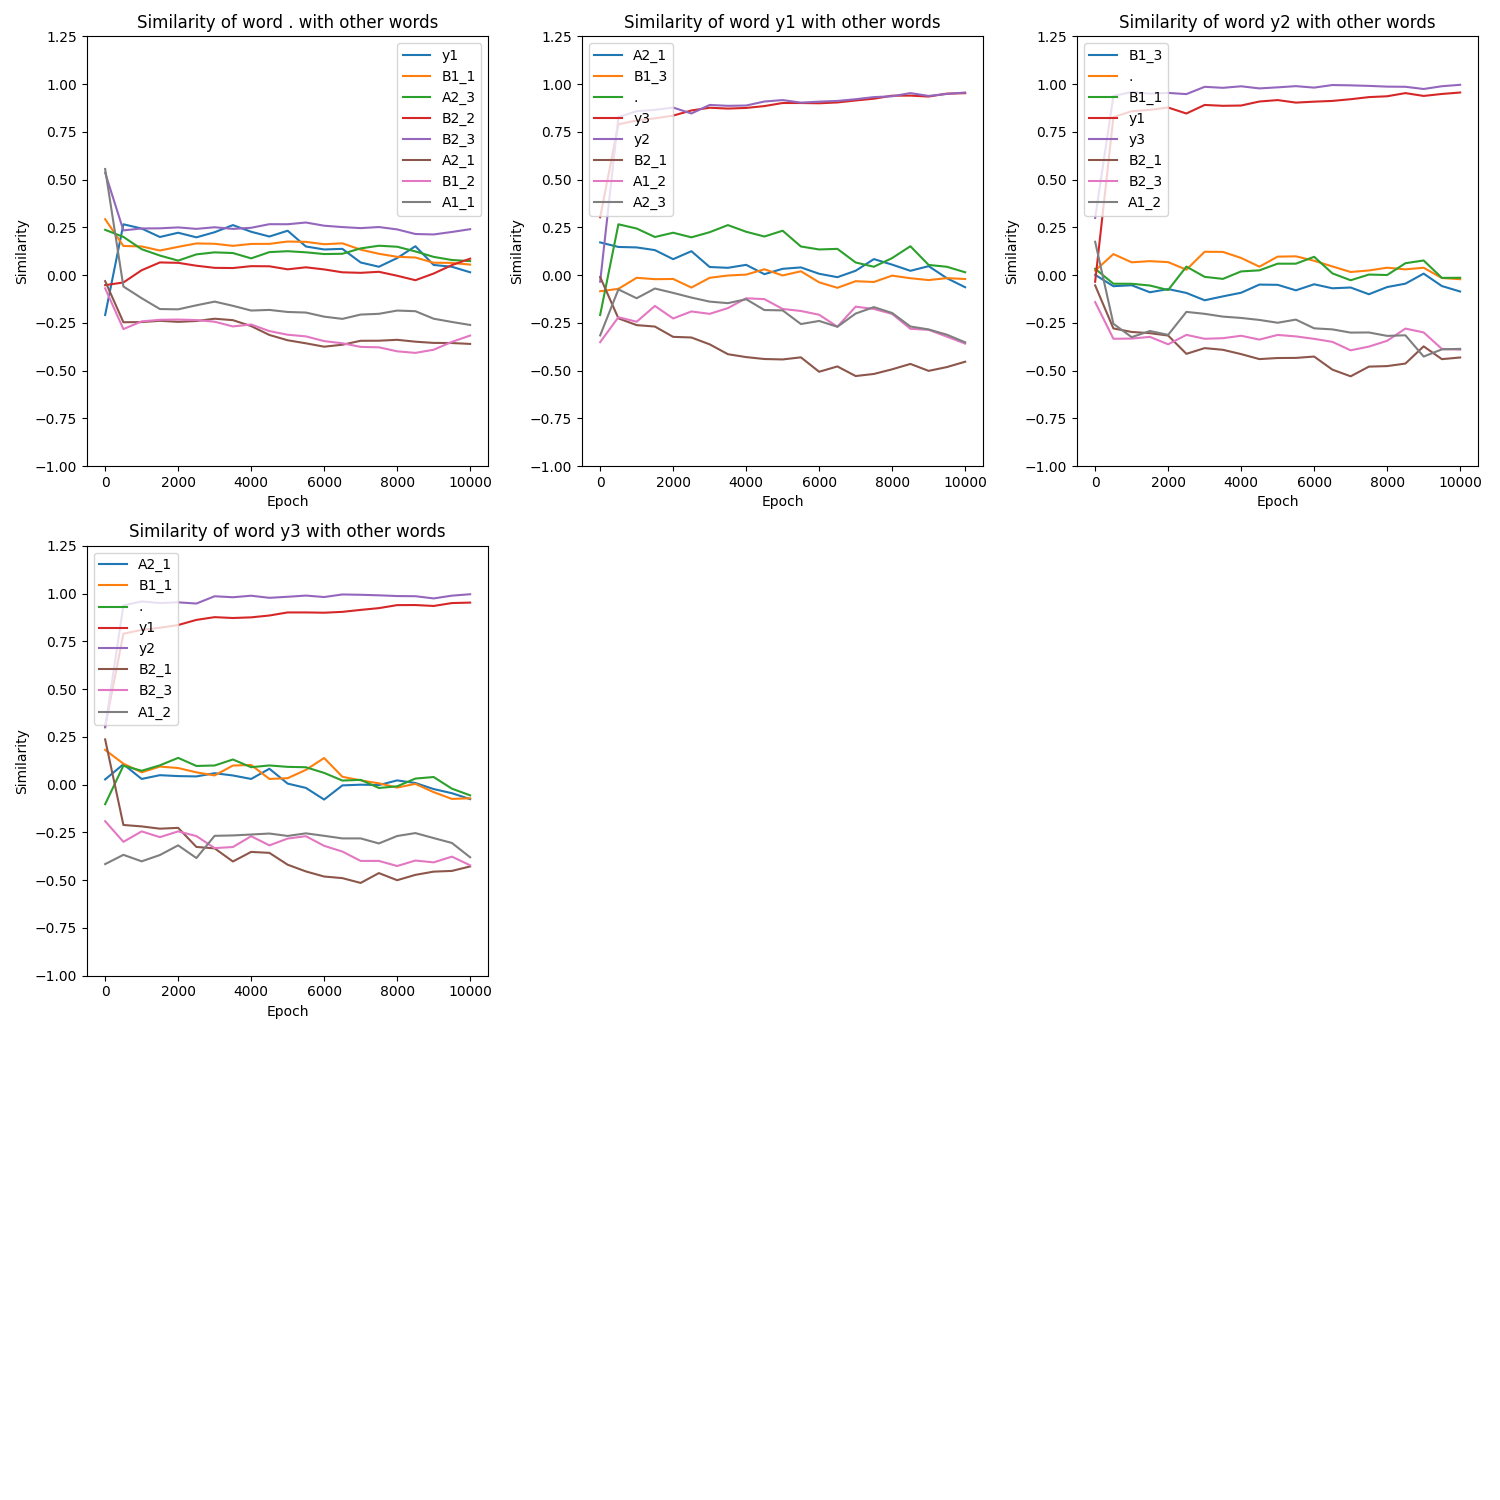 Similarity of word . with other words
1.25
1.00
0.75
0.50
0.25
0.00
−0.25
−0.50
−0.75
−1.00
Similarity
0 2000 4000 6000 8000 10000
Epoch
y1
B1_1
A2_3
B2_2
B2_3
A2_1
B1_2
A1_1
Similarity of word y1 with other words
1.25
1.00
0.75
0.50
0.25
0.00
−0.25
−0.50
−0.75
−1.00
Similarity
0 2000 4000 6000 8000 10000
Epoch
A2_1
B1_3
.
y3
y2
B2_1
A1_2
A2_3
Similarity of word y2 with other words
1.25
1.00
0.75
0.50
0.25
0.00
−0.25
−0.50
−0.75
−1.00
Similarity
0 2000 4000 6000 8000 10000
Epoch
B1_3
.
B1_1
y1
y3
B2_1
B2_3
A1_2
Similarity of word y3 with other words
1.25
1.00
0.75
0.50
0.25
0.00
−0.25
−0.50
−0.75
−1.00
Similarity
0 2000 4000 6000 8000 10000
Epoch
A2_1
B1_1
.
y1
y2
B2_1
B2_3
A1_2